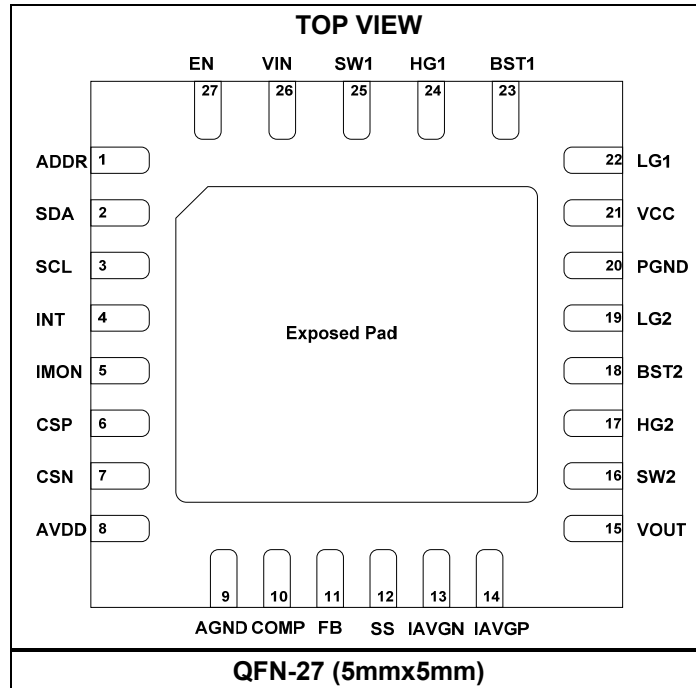 TOP VIEW
EN VIN SW1 HG1 BST1
27 26 25 24 23
ADDR 1 22 LG1
SDA 2 21 VCC
SCL 3 20 PGND
INT 4 19 LG2
Exposed Pad
IMON 5 18 BST2
CSP 6 17 HG2
CSN 7 16 SW2
AVDD 8 15 VOUT
9 10 11 12 13 14
AGND COMP FB SS IAVGN IAVGP
QFN-27 (5mmx5mm)